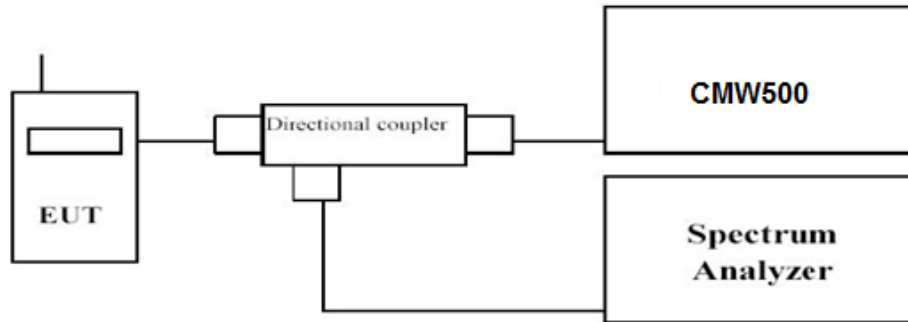 EUT
Directional coupler
CMW500
Spectrum
Analyzer